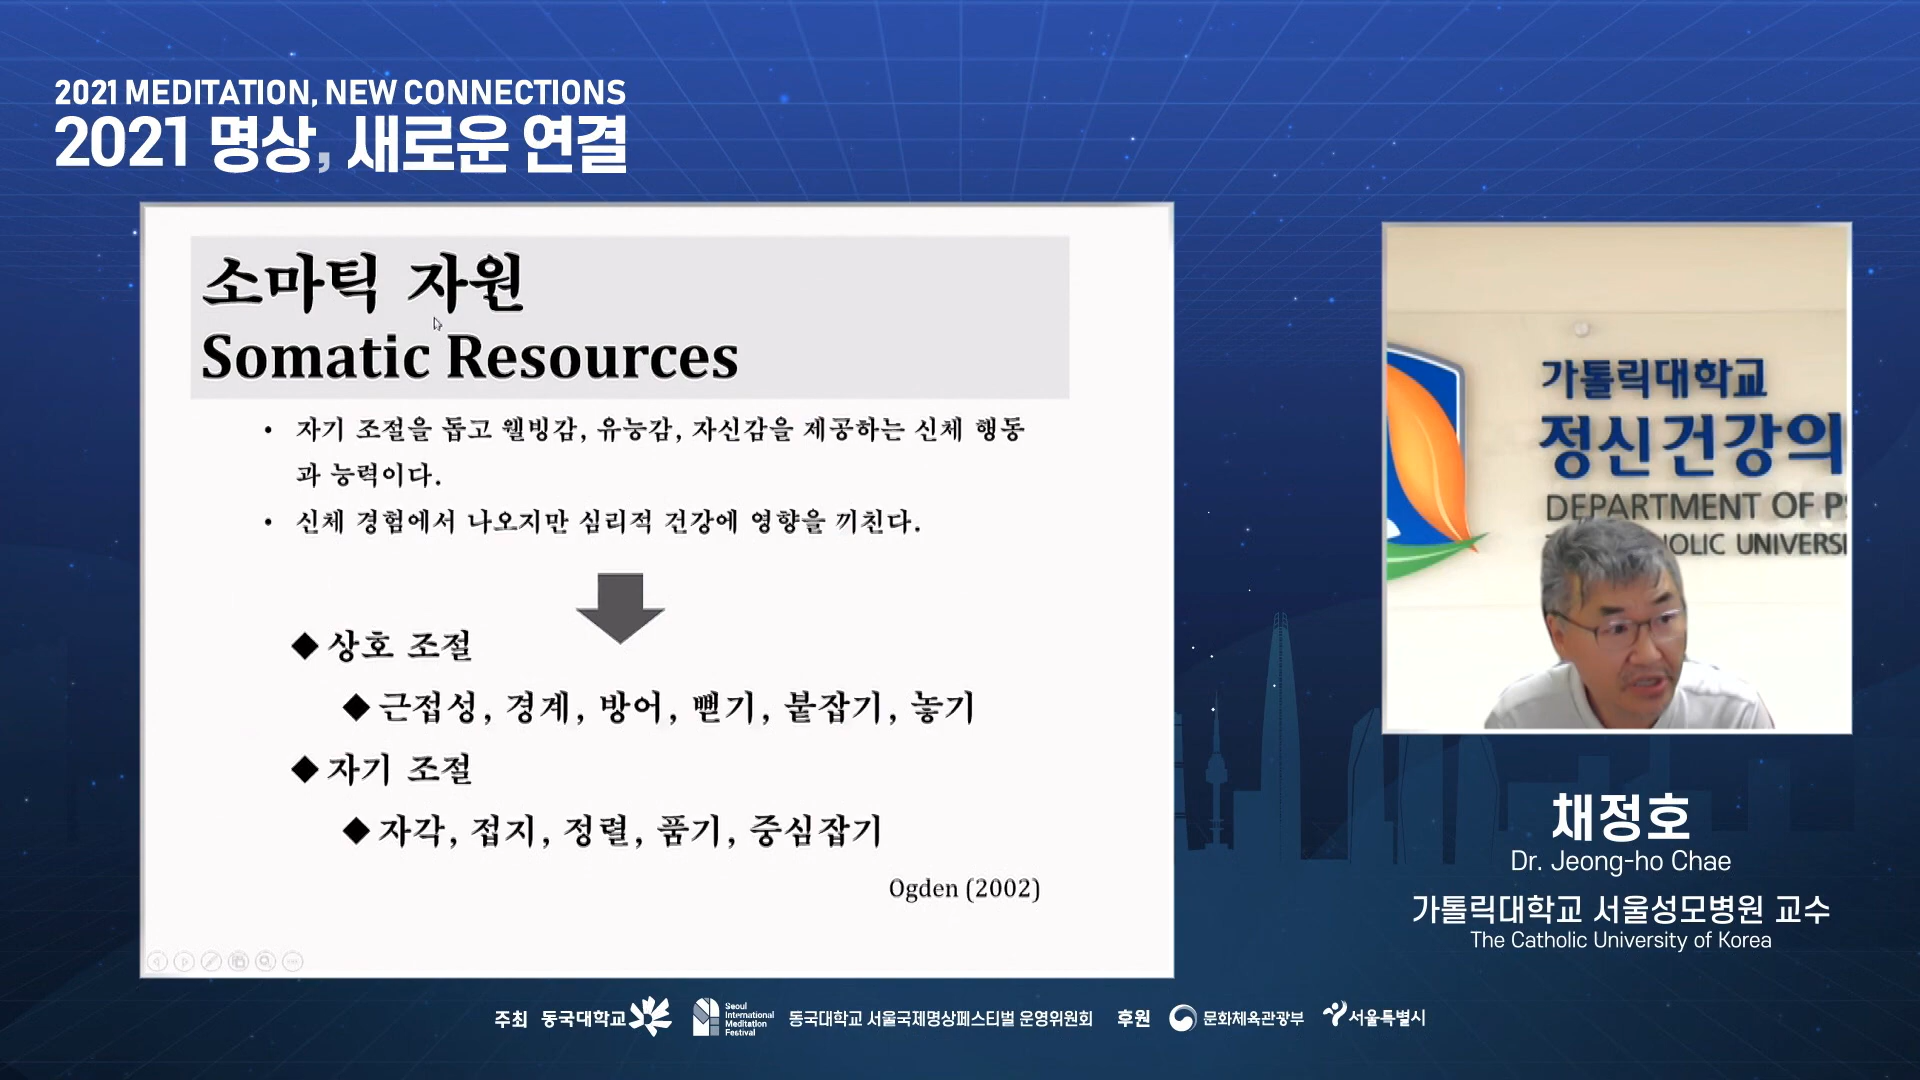 2021 MEDITATION, NEW CONNECTIONS
2021 명상, 새로운 연결
소마틱 자원
Somatic Resources
• 자기 조절을 돕고 웰빙감, 유능감, 자신감을 제공하는 신체 행동
과 능력이다.
• 신체 경험에서 나오지만 심리적 건강에 영향을 끼친다.
◆ 상호 조절
◆ 근접성, 경계, 방어, 뻗기, 붙잡기, 놓기
◆ 자기 조절
◆ 자각, 접지, 정렬, 품기, 중심잡기
Ogden (2002)
가톨릭대학교
정신건강의
DEPARTMENT OF PS
OLIC UNIVERSI
채정호
Dr. Jeong-ho Chae
가톨릭대학교 서울성모병원 교수
The Catholic University of Korea
주최 동국대학교 Seoul International Meditation Festival 동국대학교 서울국제명상페스티벌 운영위원회 후원 문화체육관광부 서울특별시